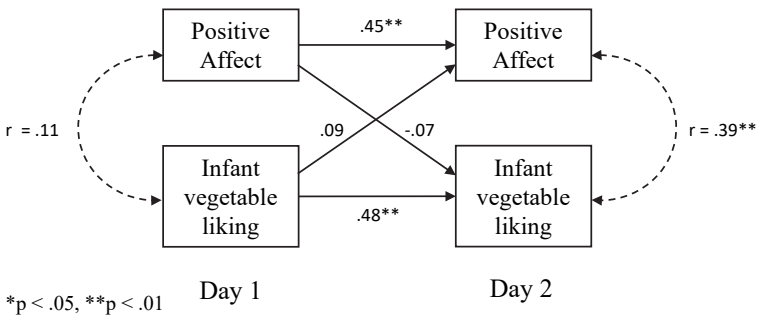 Positive
Affect
.45**
Positive
Affect
r = .11
.09
-.07
r = .39**
Infant
vegetable
liking
.48**
Infant
vegetable
liking
Day 1
Day 2
*p < .05, **p < .01